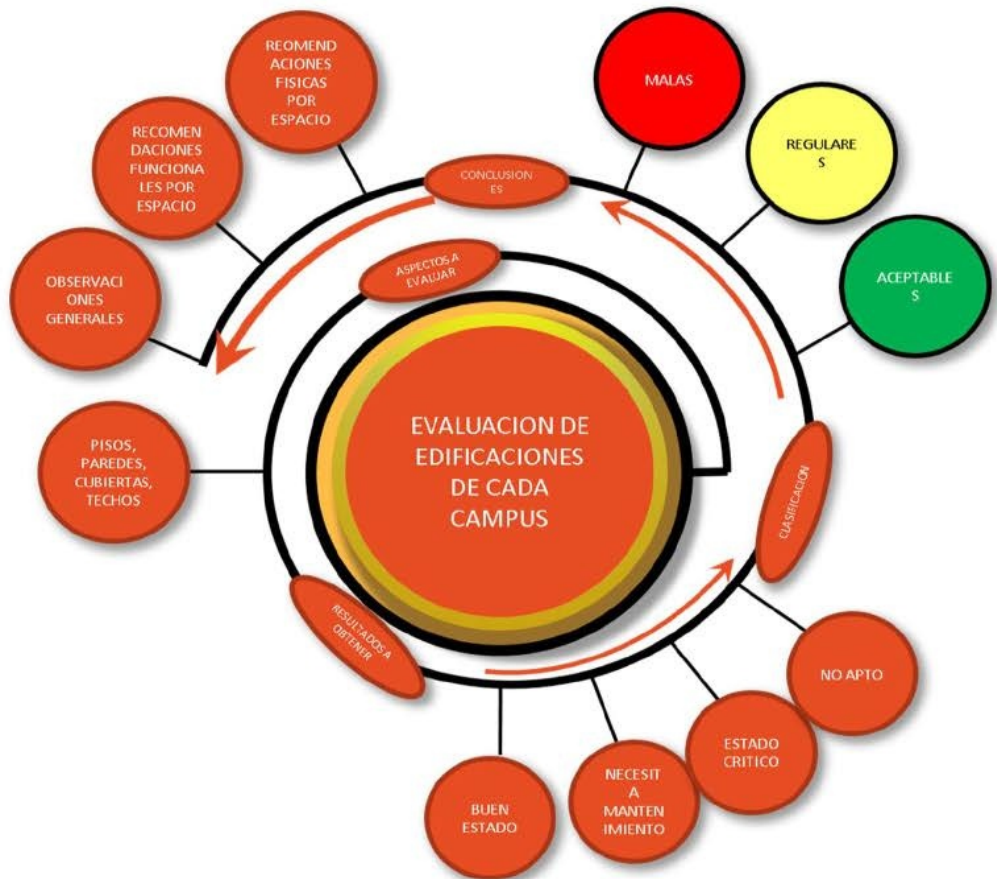 REOMEND
ACIONES
FISICAS
POR
ESPACIO
RECOMEN
DACIONES
FUNCIONA
LES POR
ESPACIO
OBSERVACI
ONES
GENERALES
PISOS,
PAREDES,
CUBIERTAS,
TECHOS
CONCLUSION
ES
ASPECTOS A
EVALUAR
EVALUACION DE
EDIFICACIONES
DE CADA
CAMPUS
RESULTADOS A
OBTENER
MALAS
REGULARE
S
ACEPTABLE
S
CLASIFICACION
NO APTO
ESTADO
CRITICO
NECESIT
A
MANTEN
IMIENTO
BUEN
ESTADO